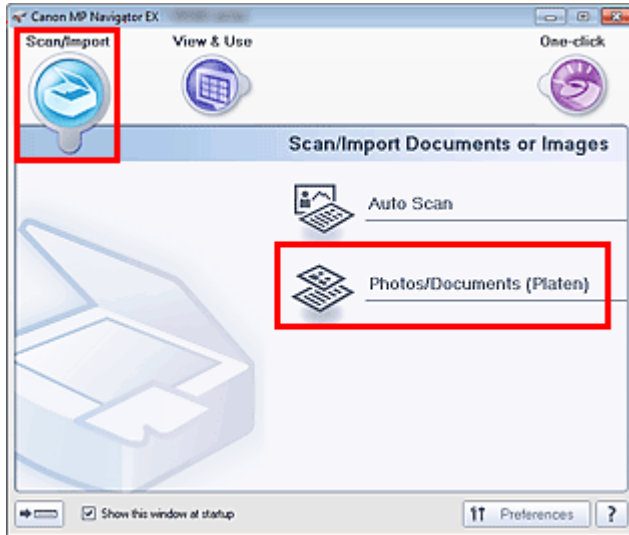 Canon MP Navigator EX
Scan/Import View & Use One-click
Scan/Import Documents or Images
Auto Scan
Photos/Documents (Platen)
Show this window at startup Preferences ?